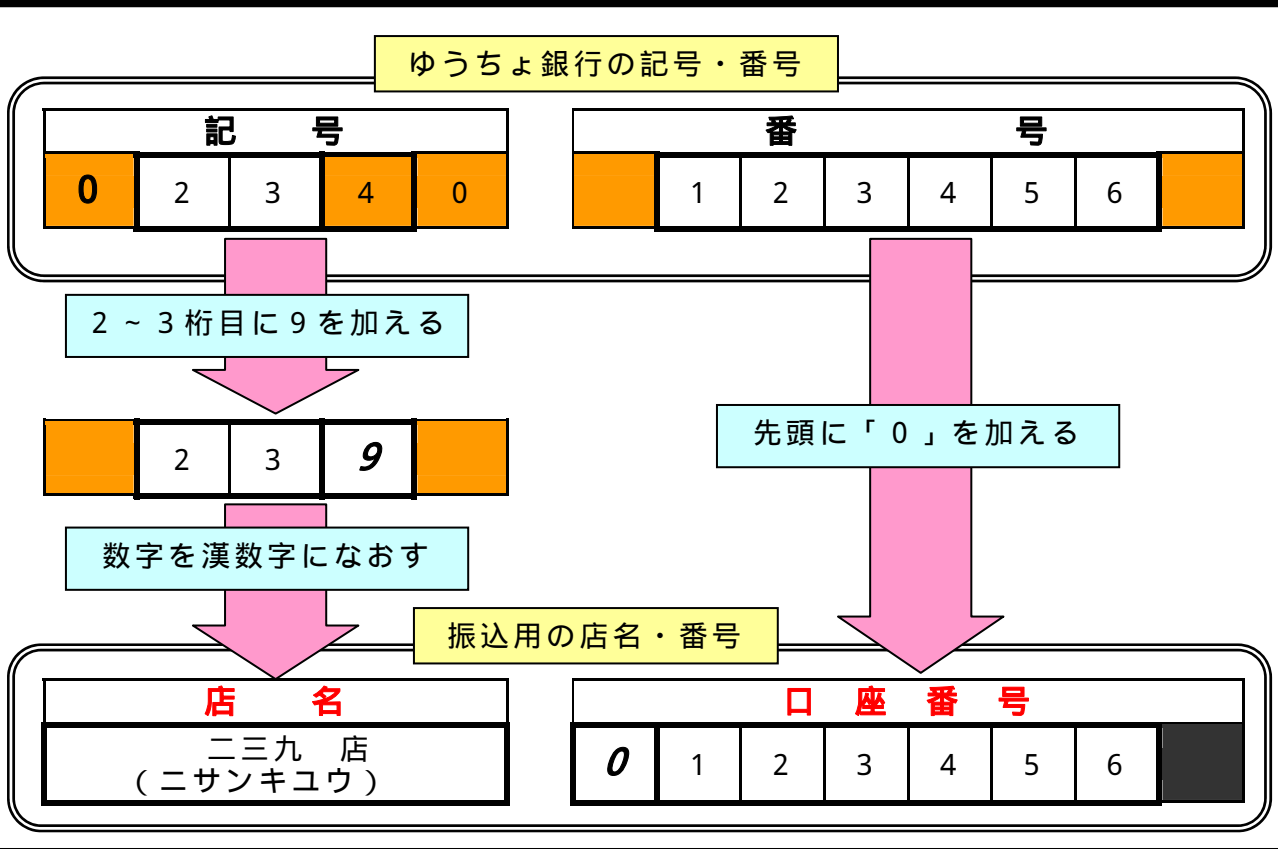 ゆうちょ銀行の記号・番号
記号 番号
0 2 3 4 0 1 2 3 4 5 6
2~3桁目に9を加える
先頭に「0」を加える
2 3 9
数字を漢数字になおす
振込用の店名・番号
店名 口座番号
二三九 店
(ニサンキユウ)
0 1 2 3 4 5 6